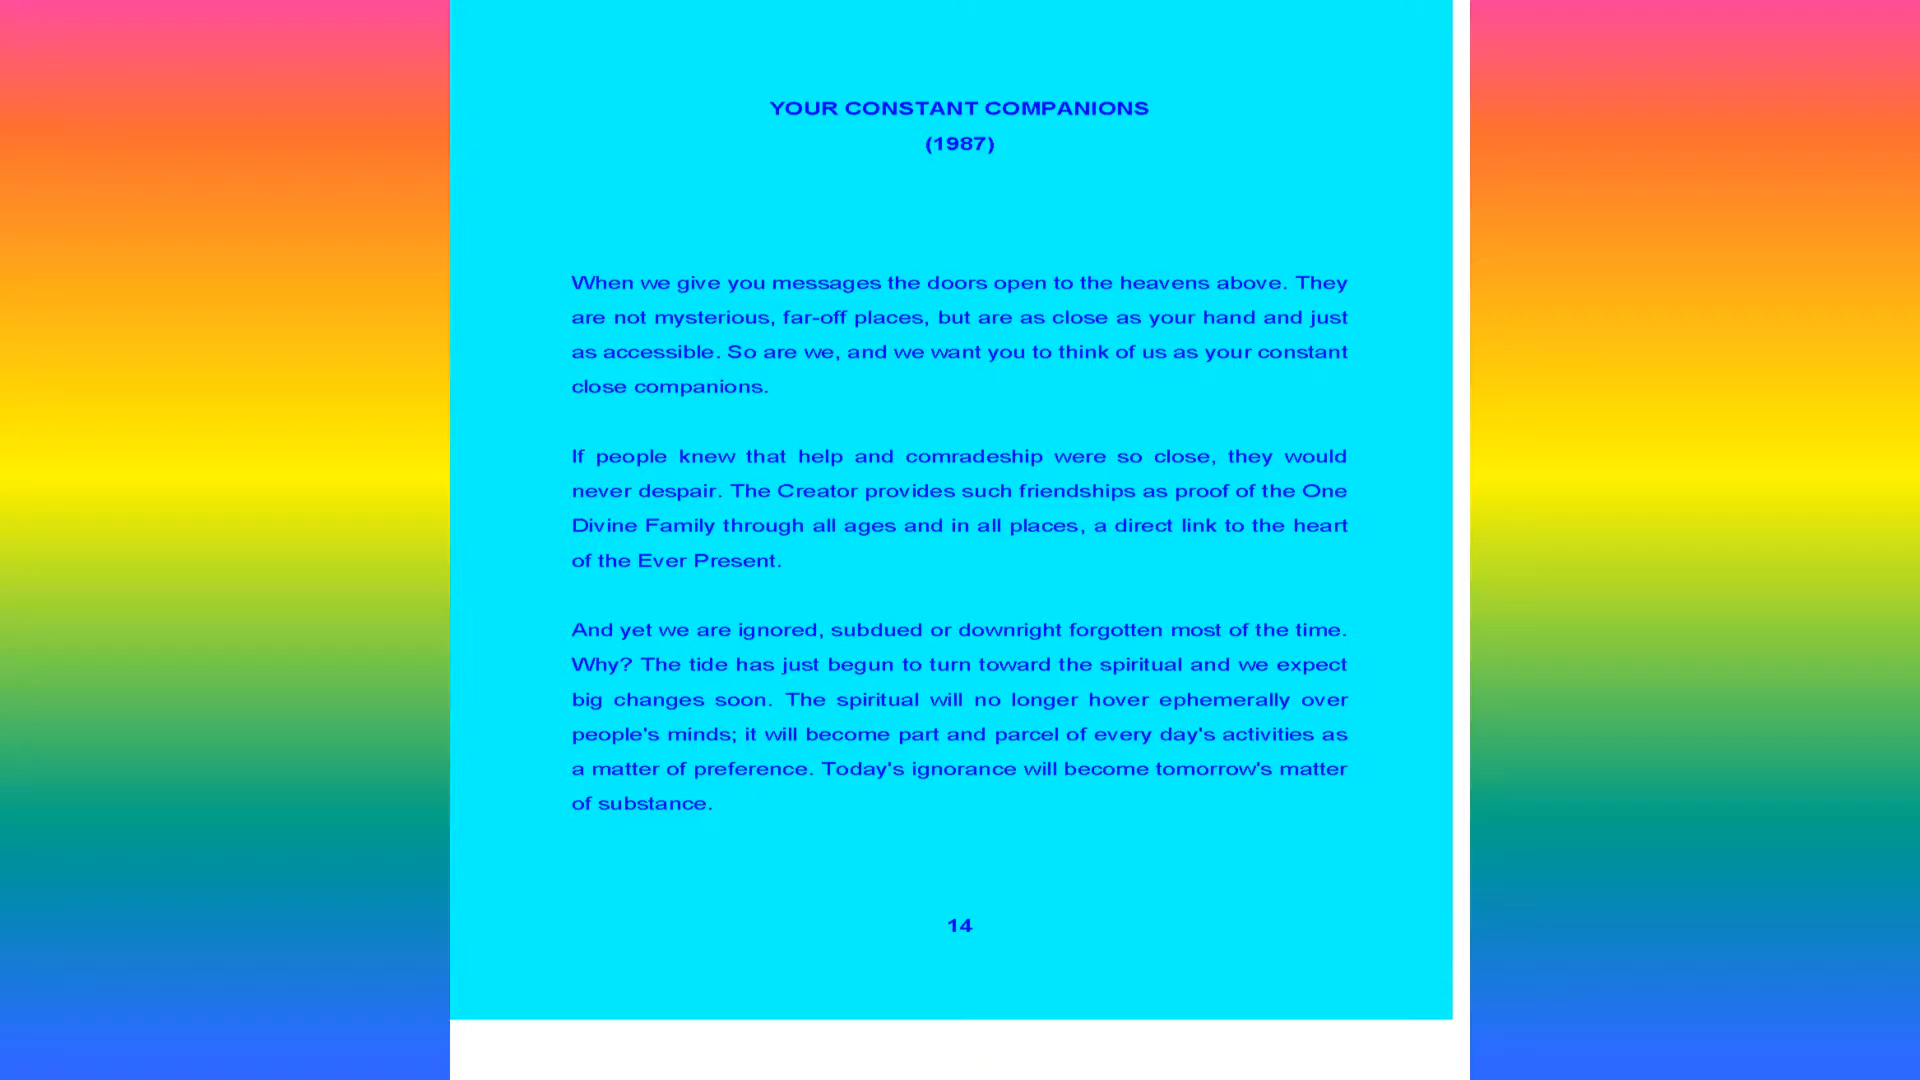 YOUR CONSTANT COMPANIONS
(1987)
When we give you messages the doors open to the heavens above. They
are not mysterious, far-off places, but are as close as your hand and just
as accessible. So are we, and we want you to think of us as your constant
close companions.
If people knew that help and comradeship were so close, they would
never despair. The Creator provides such friendships as proof of the One
Divine Family through all ages and in all places, a direct link to the heart
of the Ever Present.
And yet we are ignored, subdued or downright forgotten most of the time.
Why? The tide has just begun to turn toward the spiritual and we expect
big changes soon. The spiritual will no longer hover ephemerally over
people's minds; it will become part and parcel of every day's activities as
a matter of preference. Today's ignorance will become tomorrow's matter
of substance.
14